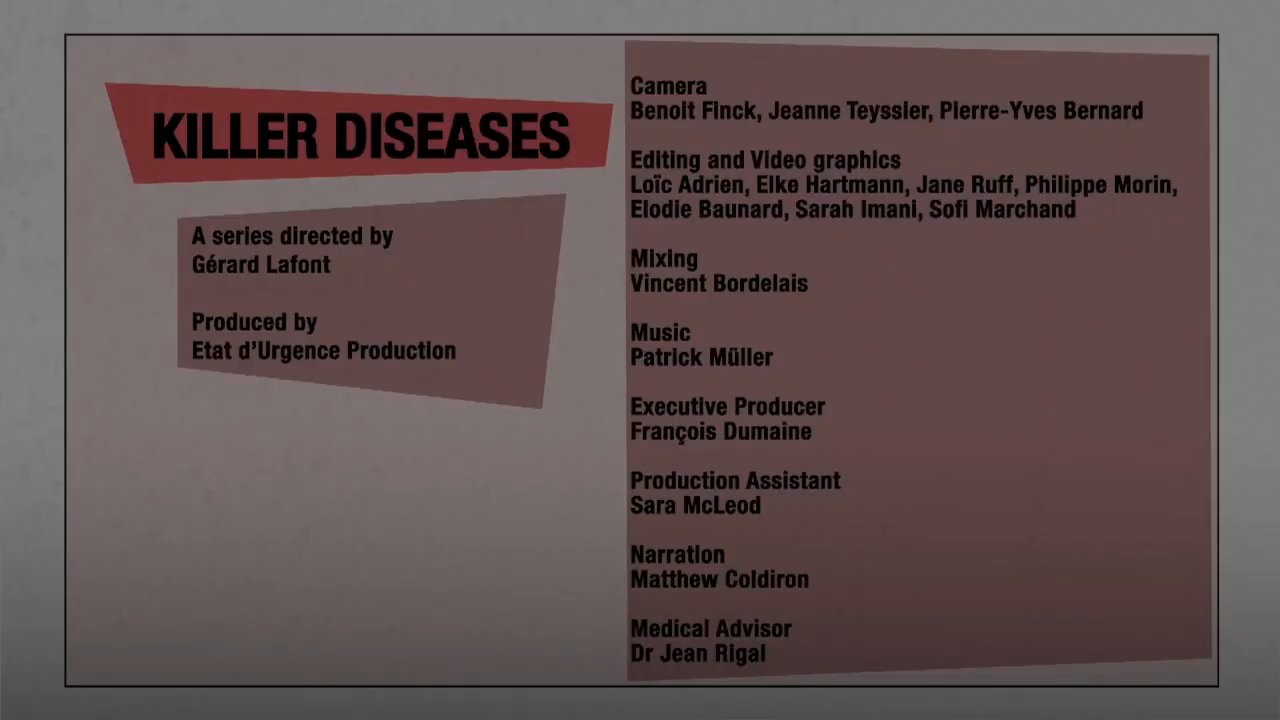 KILLER DISEASES
A series directed by
Gérard Lafont
Produced by
Etat d'Urgence Production
Camera
Benoit Finck, Jeanne Teyssier, Pierre-Yves Bernard
Editing and Video graphics
Loïc Adrien, Elke Hartmann, Jane Ruff, Philippe Morin,
Elodie Baunard, Sarah Imani, Sofi Marchand
Mixing
Vincent Bordelais
Music
Patrick Müller
Executive Producer
François Dumaine
Production Assistant
Sara McLeod
Narration
Matthew Coldiron
Medical Advisor
Dr Jean Rigal